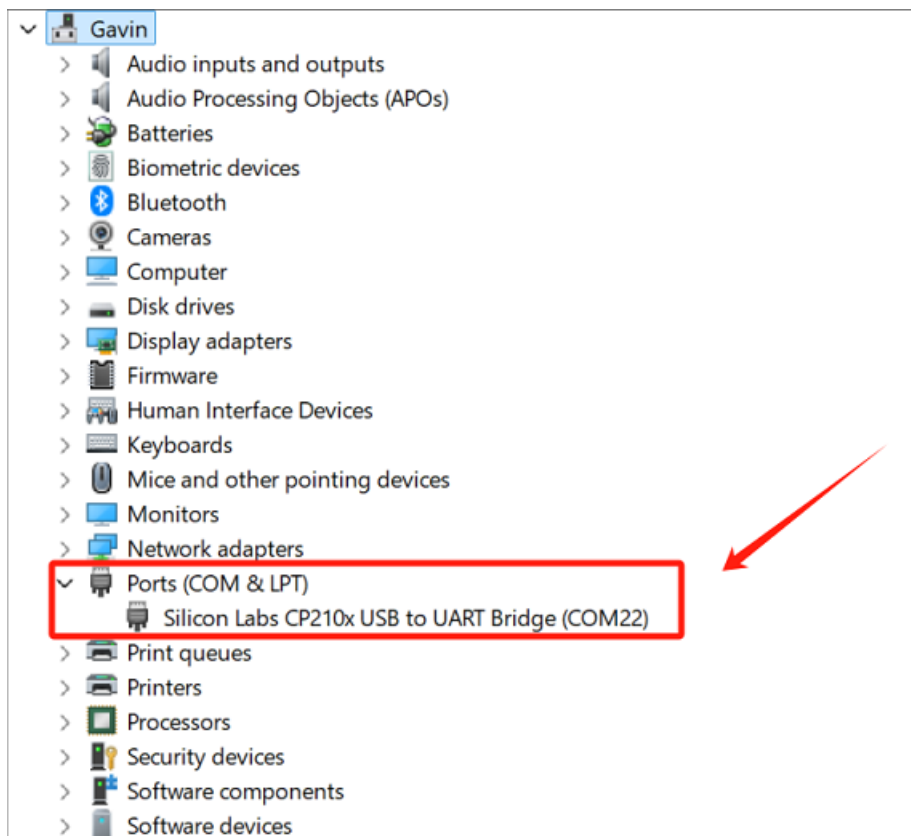 Gavin
Audio inputs and outputs
Audio Processing Objects (APOs)
Batteries
Biometric devices
Bluetooth
Cameras
Computer
Disk drives
Display adapters
Firmware
Human Interface Devices
Keyboards
Mice and other pointing devices
Monitors
Network adapters
Ports (COM & LPT)
Silicon Labs CP210x USB to UART Bridge (COM22)
Print queues
Printers
Processors
Security devices
Software components
Software devices